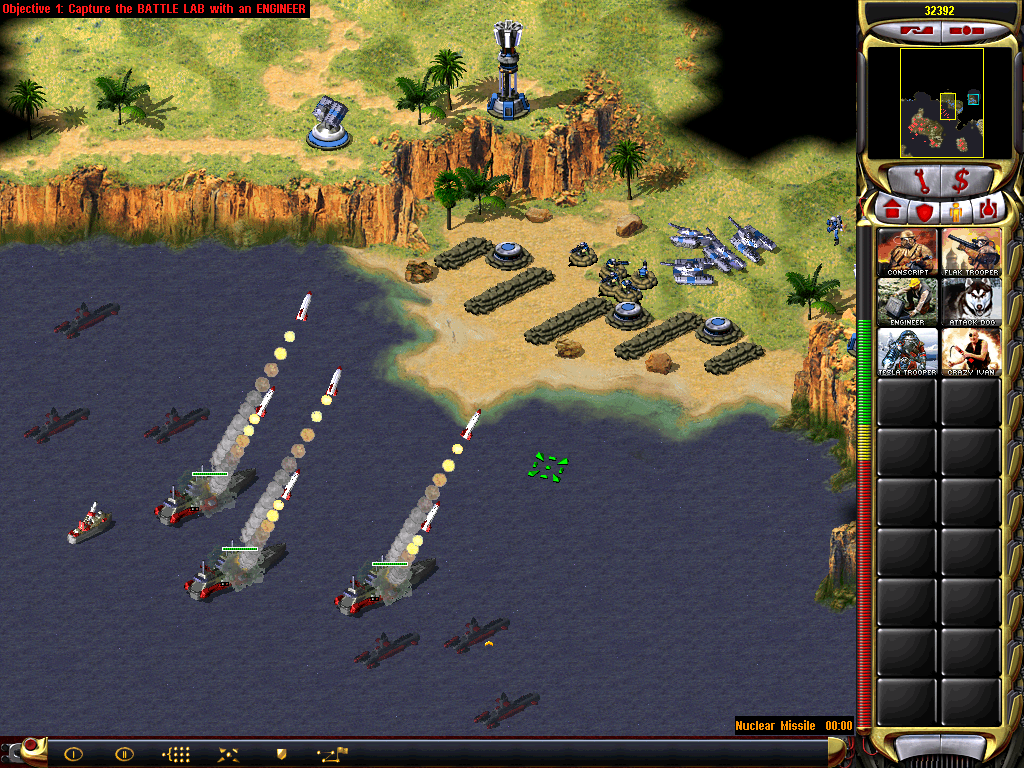 Objective 1: Capture the BATTLE LAB with an ENGINEER
32392
$
CONSCRIPT
FLAK TROOPER
ENGINEER
ATTACK DOG
TESLA TROOPER
CRAZY IVAN
Nuclear Missile 00:00
I
II